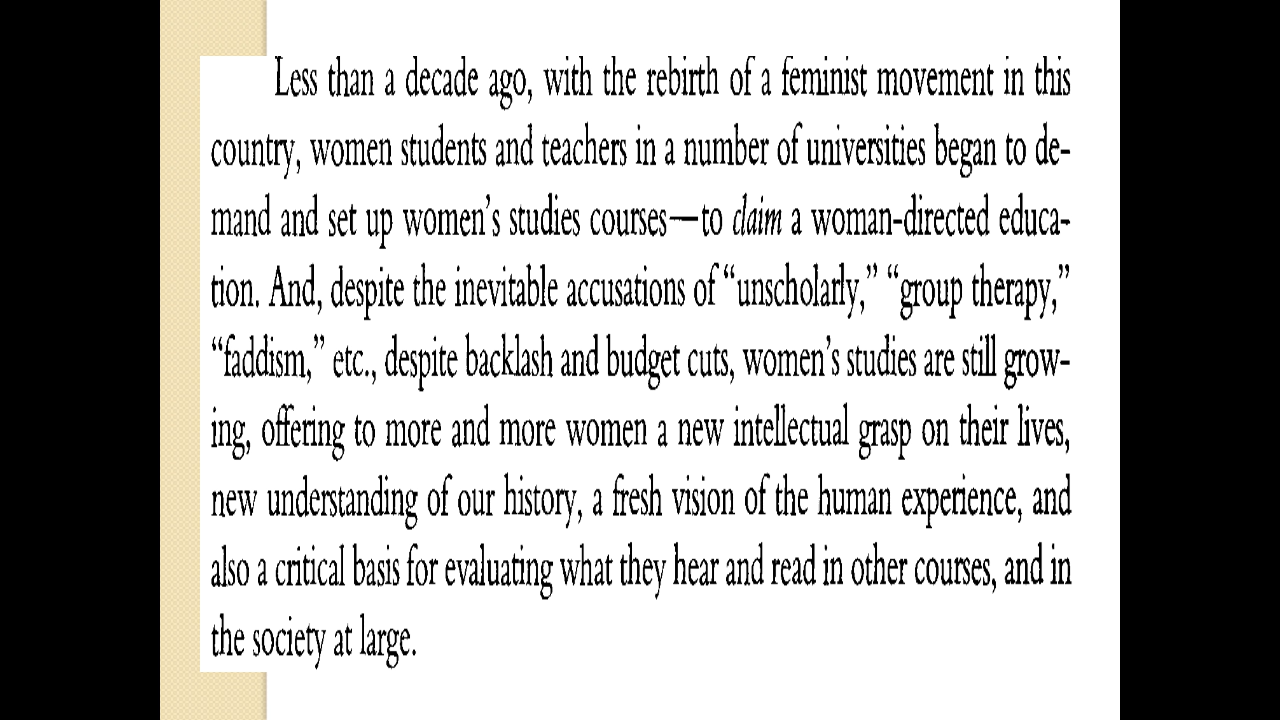 Less than a decade ago, with the rebirth of a feminist movement in this
country, women students and teachers in a number of universities began to de-
mand and set up women’s studies courses—to claim a woman-directed educa-
tion. And, despite the inevitable accusations of “unscholarly,” “group therapy,”
“faddism,” etc., despite backlash and budget cuts, women’s studies are still grow-
ing, offering to more and more women a new intellectual grasp on their lives,
new understanding of our history, a fresh vision of the human experience, and
also a critical basis for evaluating what they hear and read in other courses, and in
the society at large.